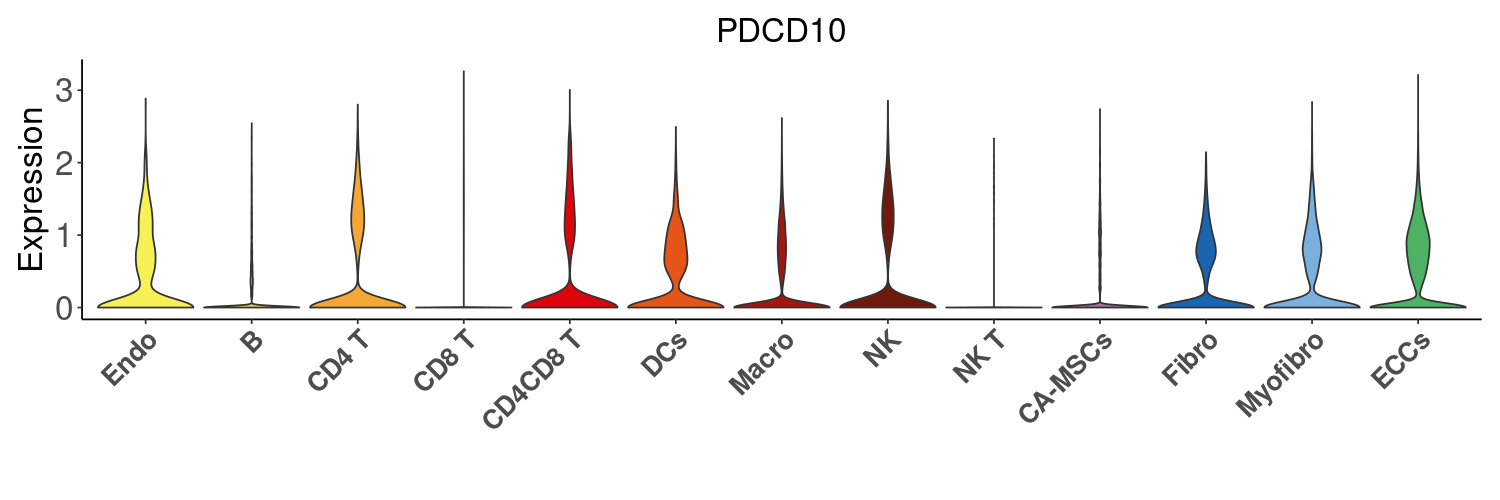 PDCD10
Expression
3
2
1
0
Endo
B
CD4 T
CD8 T
CD4CD8 T
DCs
Macro
NK
NK T
CA-MSCs
Fibro
Myofibro
ECCs